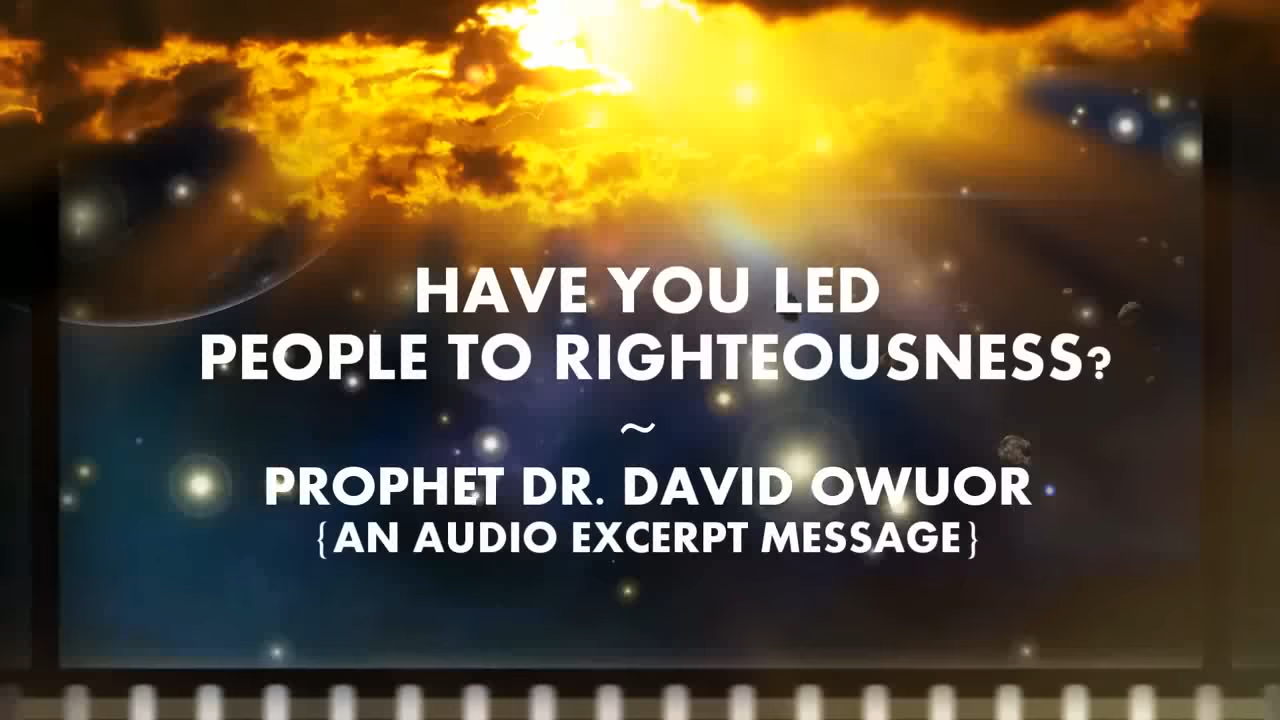 HAVE YOU LED
PEOPLE TO RIGHTEOUSNESS?
~
PROPHET DR. DAVID OWUOR
{AN AUDIO EXCERPT MESSAGE}